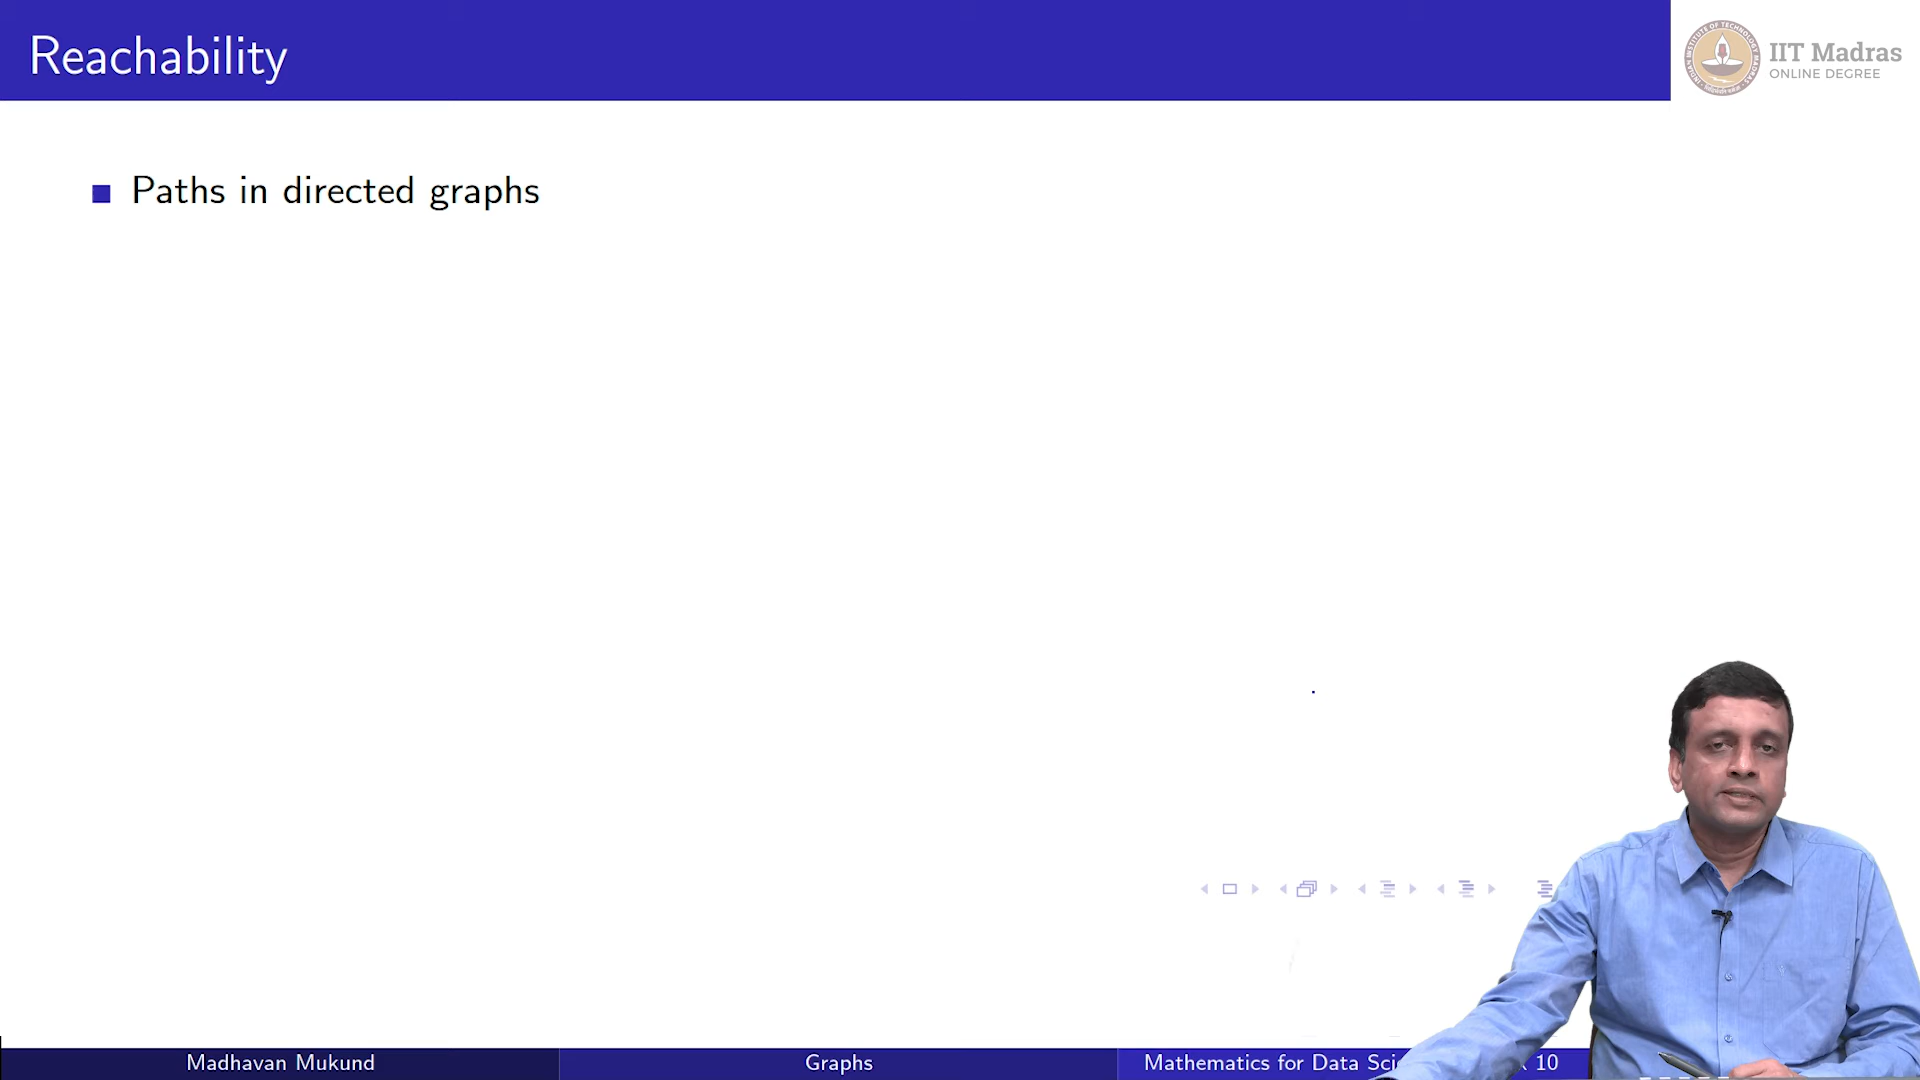 Reachability
IIT Madras
ONLINE DEGREE
Paths in directed graphs
Madhavan Mukund
Graphs
Mathematics for Data Sci
10